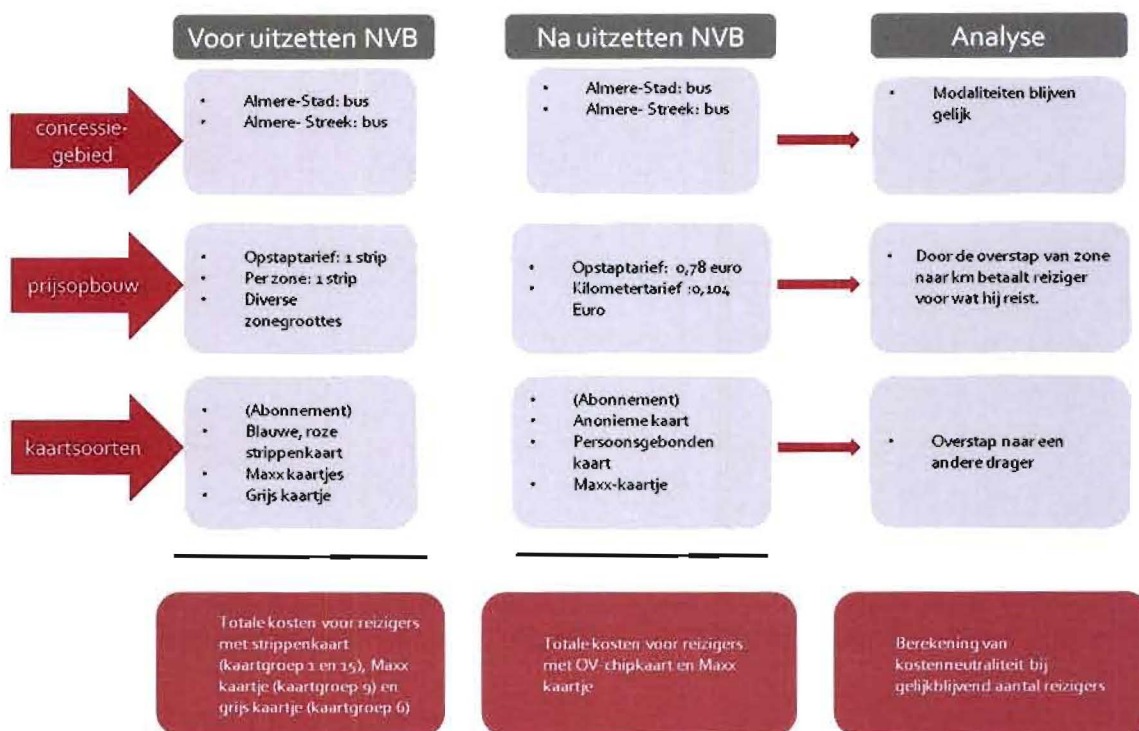 Voor uitzetten NVB
Na uitzetten NVB
Analyse
concessie-
gebied
• Almere-Stad: bus
• Almere- Streek: bus
• Almere-Stad: bus
• Almere- Streek: bus
• Modaliteiten blijven
gelijk
prijsopbouw
• Opstaptarief: 1 strip
• Per zone: 1 strip
• Diverse
zonegroottes
• Opstaptarief: 0,78 euro
• Kilometertarief :0,104
Euro
• Door de overstap van zone
naar km betaalt reiziger
voor wat hij reist.
kaartsoorten
• (Abonnement)
• Blauwe, roze
strippenkaart
• Maxx kaartjes
• Grijs kaartje
• (Abonnement)
• Anonieme kaart
• Persoonsgebonden
kaart
• Maxx-kaartje
• Overstap naar een
andere drager
Totale kosten voor reizigers
met strippenkaart
(kaartgroep 1 en 15), Maxx
kaartje (kaartgroep 9) en
grijs kaartje (kaartgroep 6)
Totale kosten voor reizigers
met OV-chipkaart en Maxx
kaartje
Berekening van
kostenneutraliteit bij
gelijkblijvend aantal reizigers